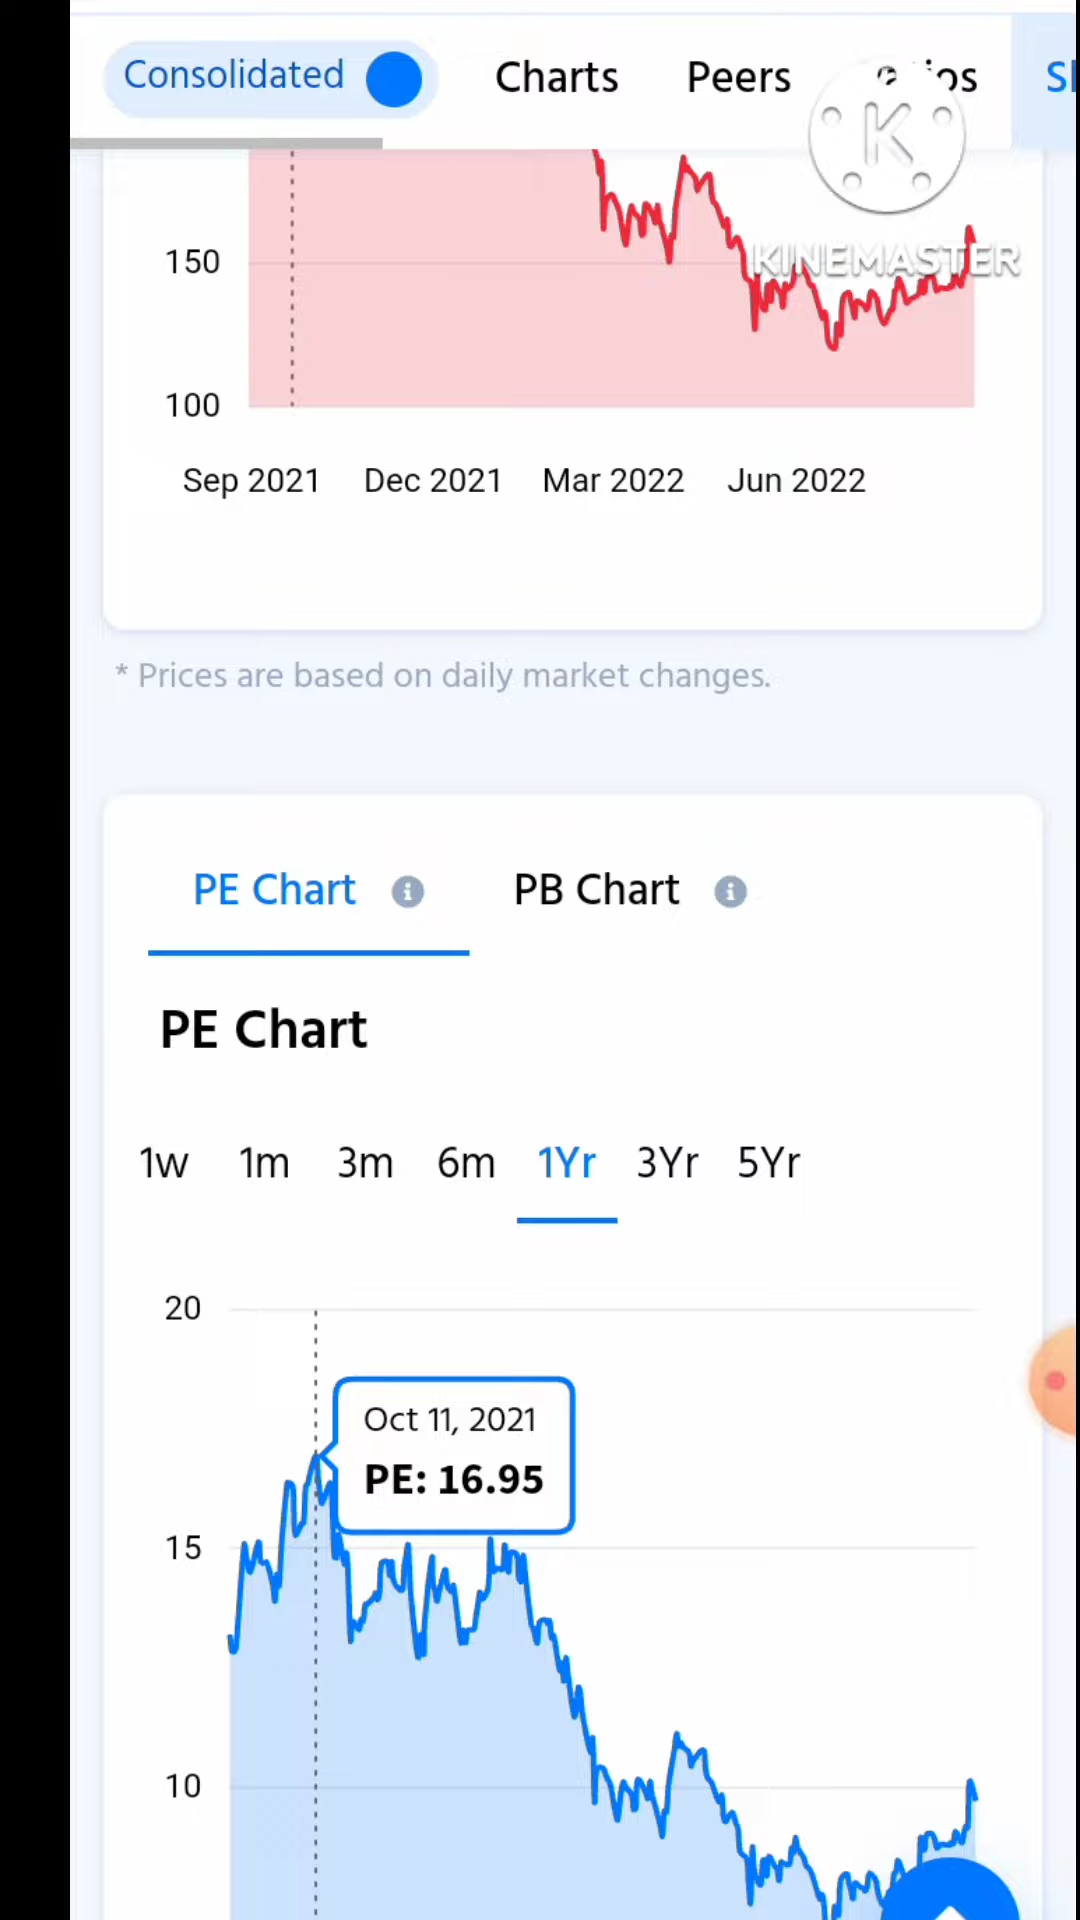 Consolidated Charts Peers
K
KINEMASTER
150
100
Sep 2021 Dec 2021 Mar 2022 Jun 2022
* Prices are based on daily market changes.
PE Chart i PB Chart i
PE Chart
1w 1m 3m 6m 1Yr 3Yr 5Yr
20
Oct 11, 2021
PE: 16.95
15
10